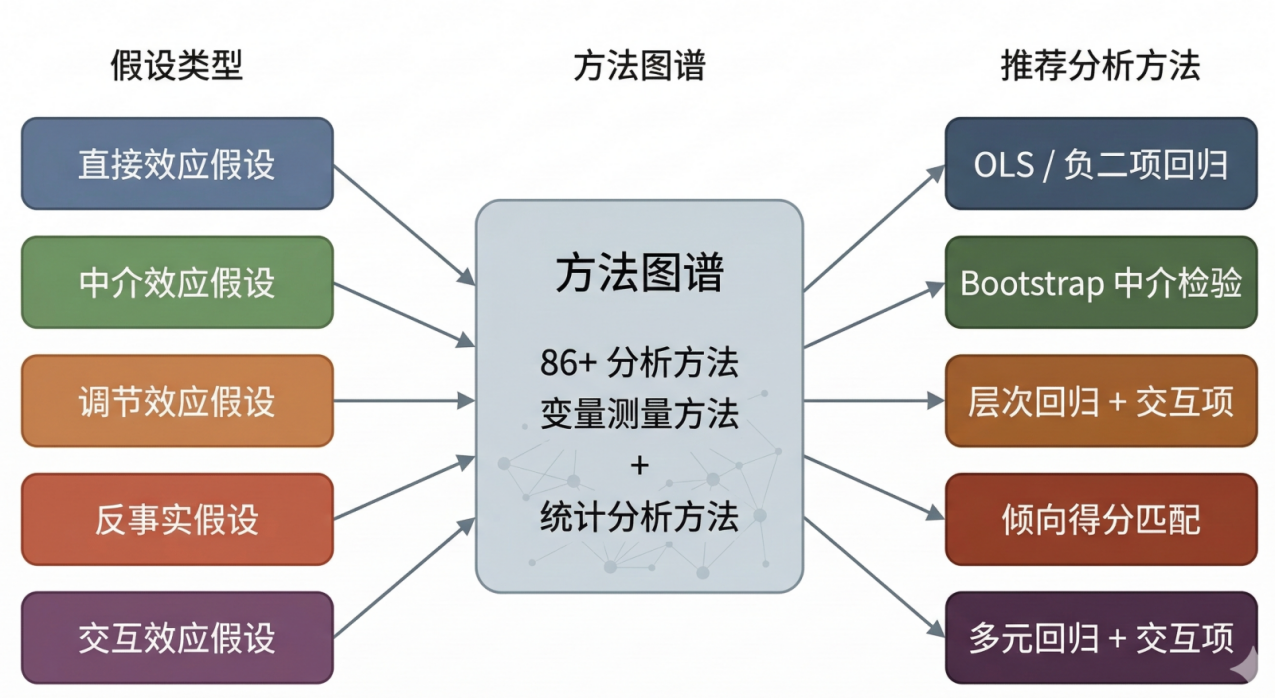 假设类型
方法图谱
推荐分析方法
直接效应假设
中介效应假设
调节效应假设
反事实假设
交互效应假设
方法图谱
86+ 分析方法
变量测量方法
+
统计分析方法
OLS / 负二项回归
Bootstrap 中介检验
层次回归 + 交互项
倾向得分匹配
多元回归 + 交互项